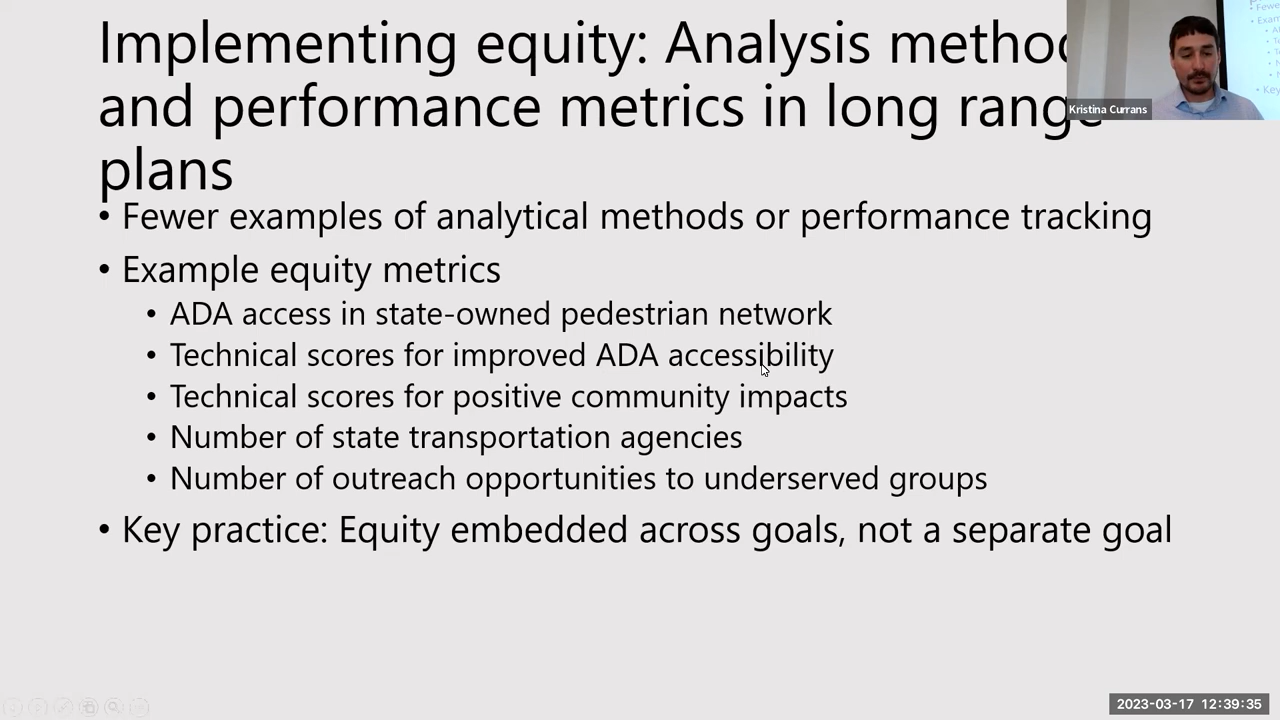 Implementing equity: Analysis metho
and performance metrics in long range
plans
Kristina Currans
• Fewer examples of analytical methods or performance tracking
• Example equity metrics
• ADA access in state-owned pedestrian network
• Technical scores for improved ADA accessibility
• Technical scores for positive community impacts
• Number of state transportation agencies
• Number of outreach opportunities to underserved groups
• Key practice: Equity embedded across goals, not a separate goal
2023-03-17 12:39:35